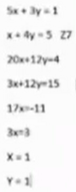 5x + 3y = 1
x + 4y = 5 Z7
20x+12y=4
3x+12y=15
17x=-11
3x=3
X = 1
Y = 1